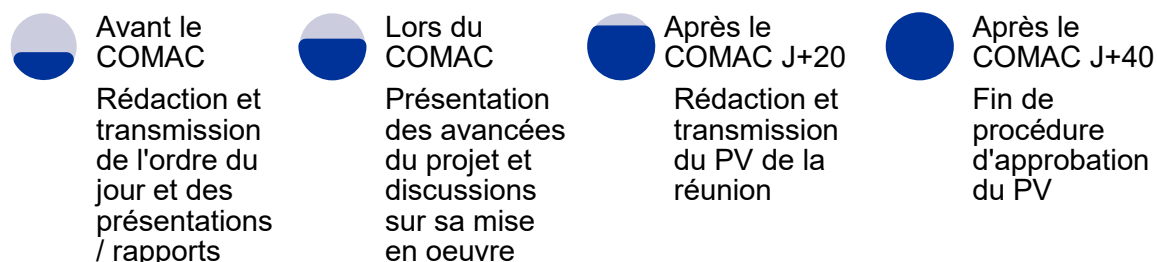 Avant le
COMAC
Rédaction et
transmission
de l'ordre du
jour et des
présentations
/ rapports
Lors du
COMAC
Présentation
des avancées
du projet et
discussions
sur sa mise
en oeuvre
Après le
COMAC J+20
Rédaction et
transmission
du PV de la
réunion
Après le
COMAC J+40
Fin de
procédure
d'approbation
du PV